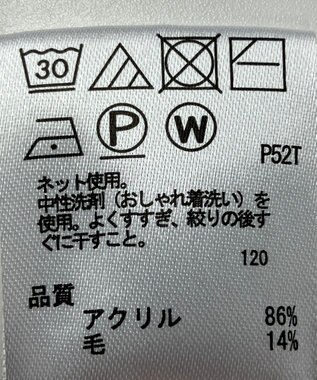 30
P W
P52T
ネット使用。
中性洗剤（おしゃれ着洗い）を
使用。よくすすぎ、絞りの後す
ぐに干すこと。
120
品質
アクリル 86%
毛 14%